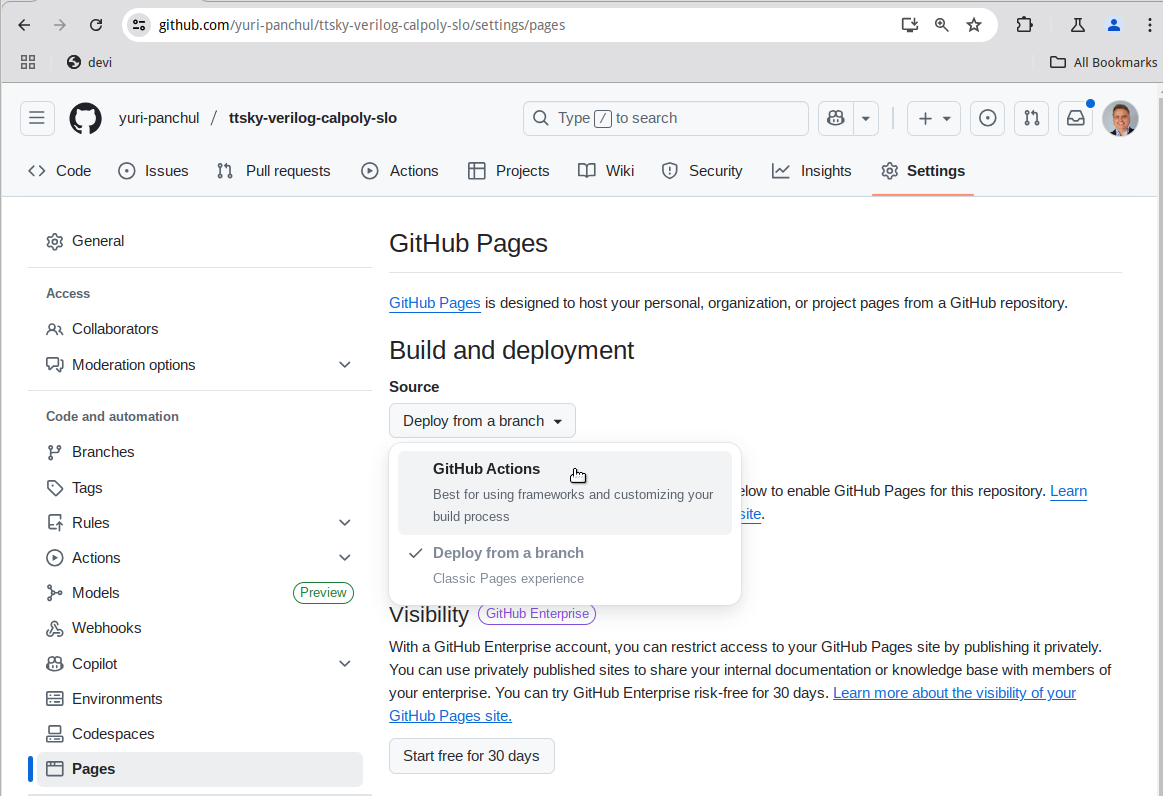 github.com/yuri-panchul/ttsky-verilog-calpoly-slo/settings/pages
devi
All Bookmarks
yuri-panchul / ttsky-verilog-calpoly-slo
Type / to search
Code
Issues
Pull requests
Actions
Projects
Wiki
Security
Insights
Settings
General
Access
Collaborators
Moderation options
Code and automation
Branches
Tags
Rules
Actions
Models Preview
Webhooks
Copilot
Environments
Codespaces
Pages
GitHub Pages
GitHub Pages is designed to host your personal, organization, or project pages from a GitHub repository.
Build and deployment
Source
Deploy from a branch
GitHub Actions
Best for using frameworks and customizing your
build process
Deploy from a branch
Classic Pages experience
to enable GitHub Pages for this repository. Learn
Visibility GitHub Enterprise
With a GitHub Enterprise account, you can restrict access to your GitHub Pages site by publishing it privately.
You can use privately published sites to share your internal documentation or knowledge base with members of
your enterprise. You can try GitHub Enterprise risk-free for 30 days. Learn more about the visibility of your
GitHub Pages site.
Start free for 30 days